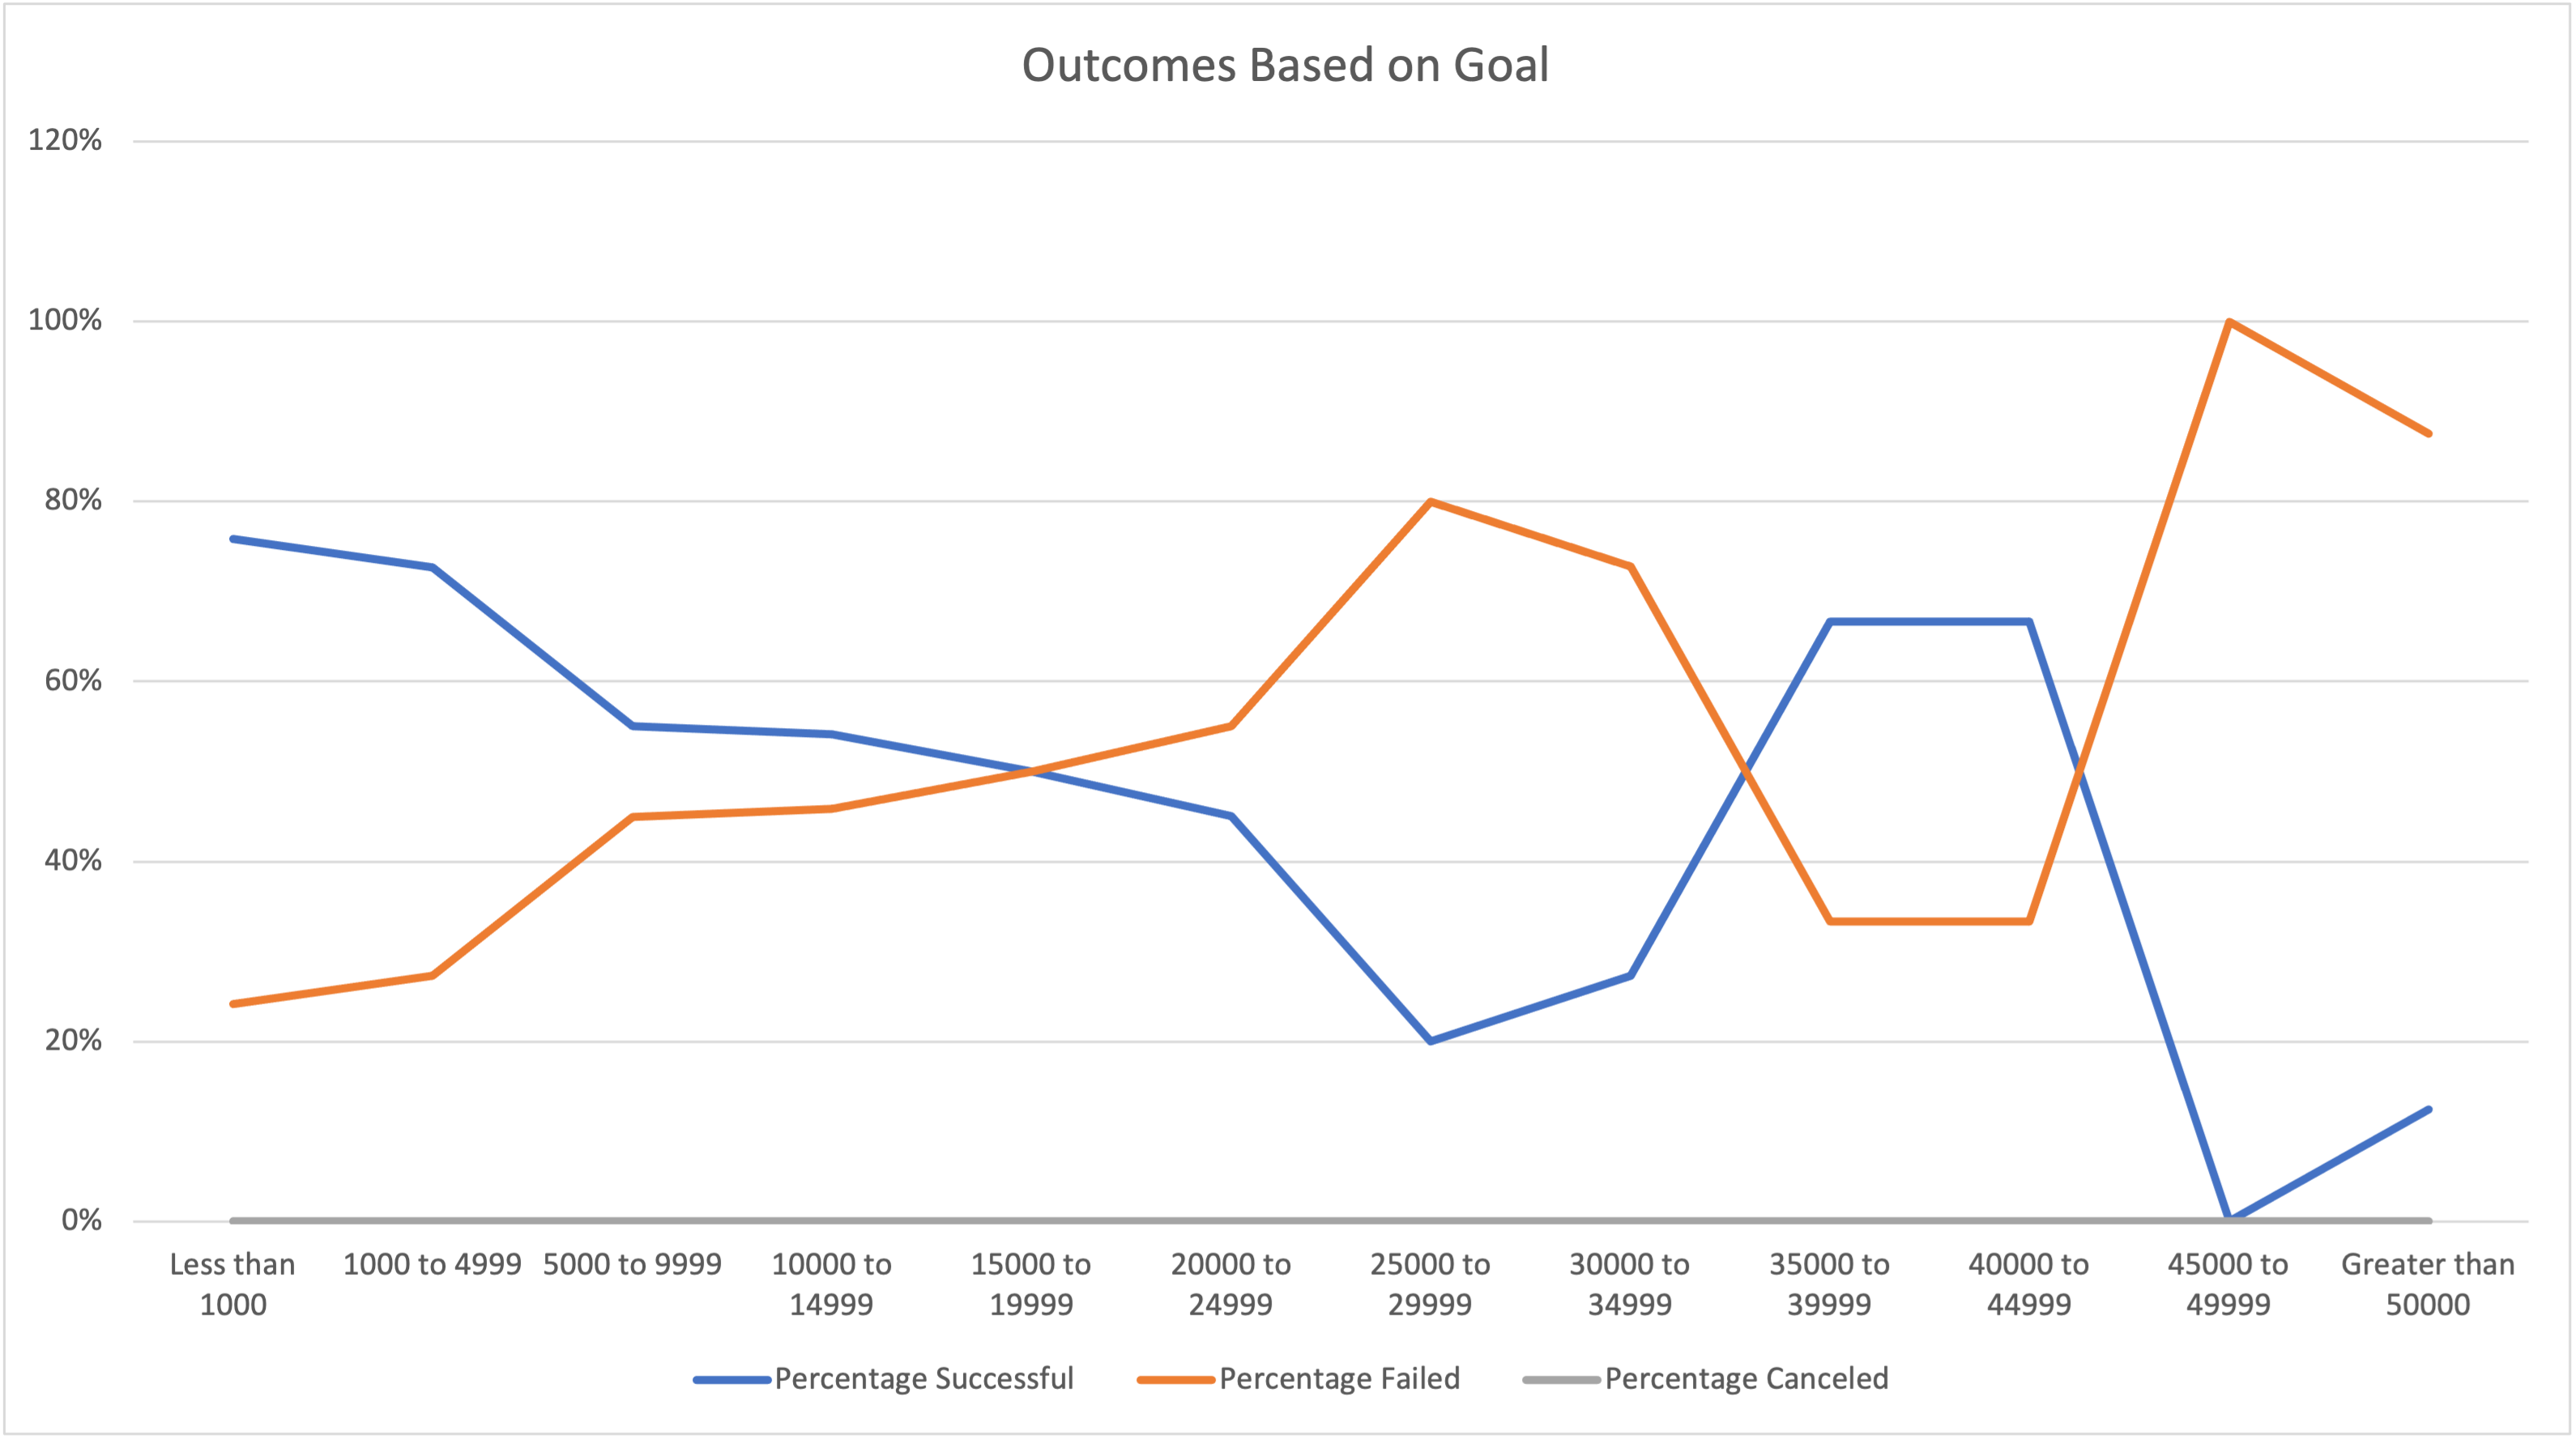 Outcomes Based on Goal
120%
100%
80%
60%
40%
20%
0%
Less than 1000
1000 to 4999
5000 to 9999
10000 to 14999
15000 to 19999
20000 to 24999
25000 to 29999
30000 to 34999
35000 to 39999
40000 to 44999
45000 to 49999
Greater than 50000
Percentage Successful
Percentage Failed
Percentage Canceled